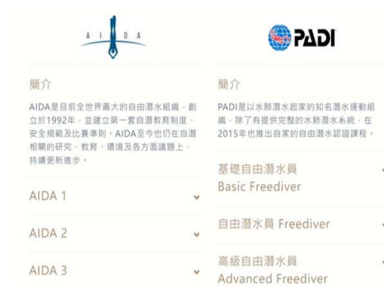 AIDA
簡介
AIDA是目前全世界最大的自由潛水組織，創
立於1992年，並建立第一套自潛教育制度、
安全規範及比賽準則。AIDA至今也仍在自潛
相關的研究、教育、環境及各方面議題上，
持續更新進步。
AIDA 1
AIDA 2
AIDA 3
PADI
簡介
PADI是以水肺潛水起家的知名潛水運動組
織，除了有提供完整的水肺潛水系統，在
2015年也推出自家的自由潛水認證課程。
基礎自由潛水員
Basic Freediver
自由潛水員 Freediver
高級自由潛水員
Advanced Freediver